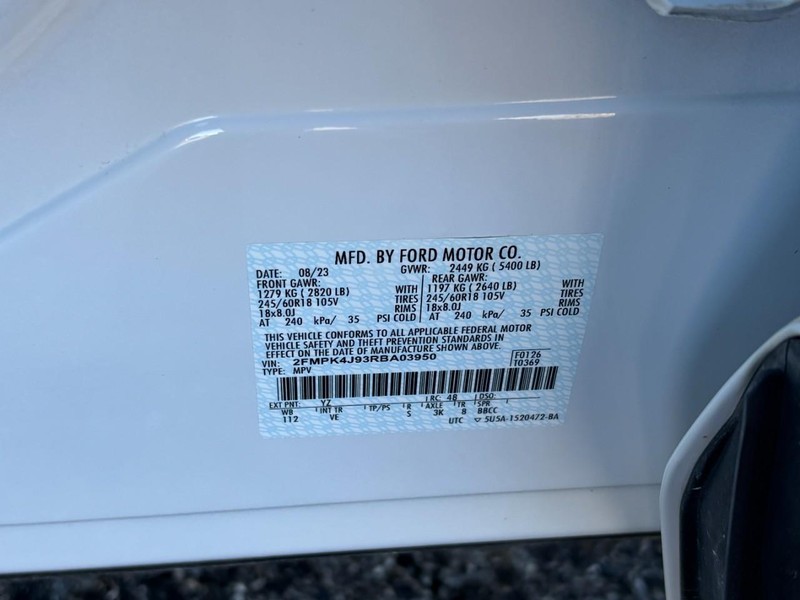 MFD. BY FORD MOTOR CO.
DATE: 08/23 GVWR: 2449 KG ( 5400 LB)
FRONT GAWR: REAR GAWR:
1279 KG ( 2820 LB) WITH 1197 KG ( 2640 LB) WITH
245/60R18 105V TIRES 245/60R18 105V TIRES
18x8.0J RIMS 18x8.0J RIMS
AT 240 kPa/ 35 PSI COLD AT 240 kPa/ 35 PSI COLD
THIS VEHICLE CONFORMS TO ALL APPLICABLE FEDERAL MOTOR
VEHICLE SAFETY AND THEFT PREVENTION STANDARDS IN
EFFECT ON THE DATE OF MANUFACTURE SHOWN ABOVE.
VIN: 2FMPK4J93RBA03950 F0126
TYPE: MPV T0369
EXT PNT: YZ RC: 48 DSO:
WB INT TR TP/PS R AXLE TR SPR
112 VE S 3K 8 BBCC
UTC 5U5A-1520472-BA